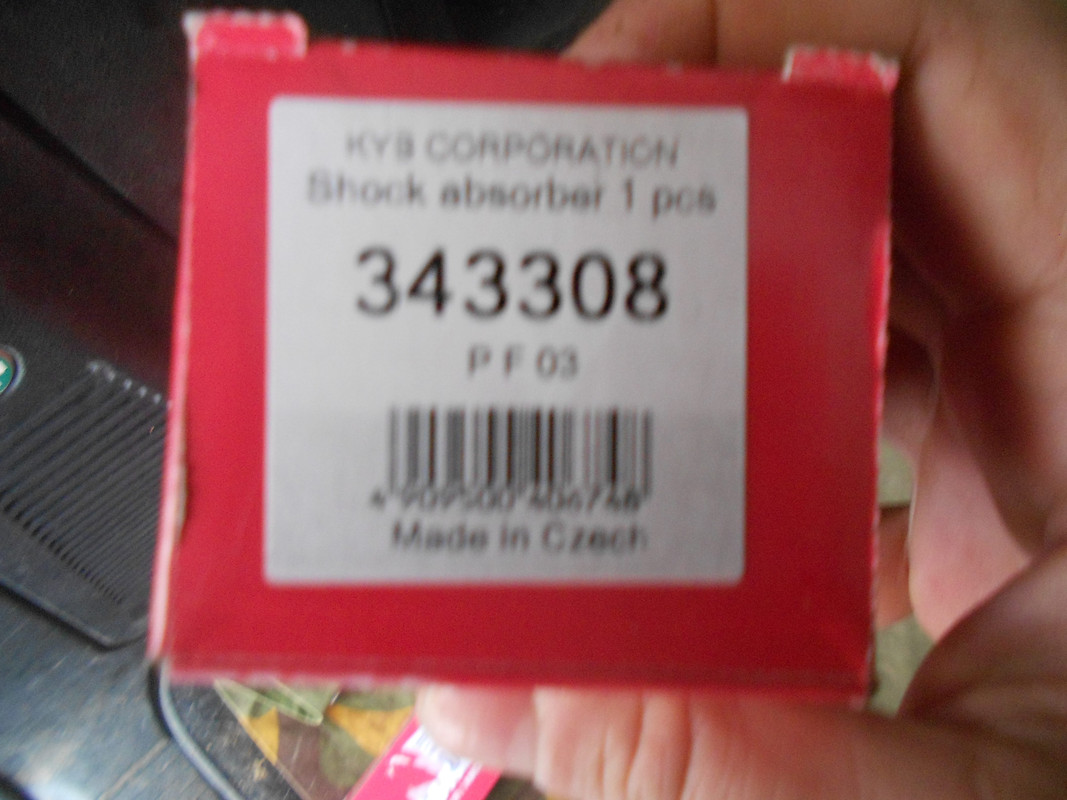 KYB CORPORATION
Shock absorber 1 pcs
343308
P F 03
Made in Czech